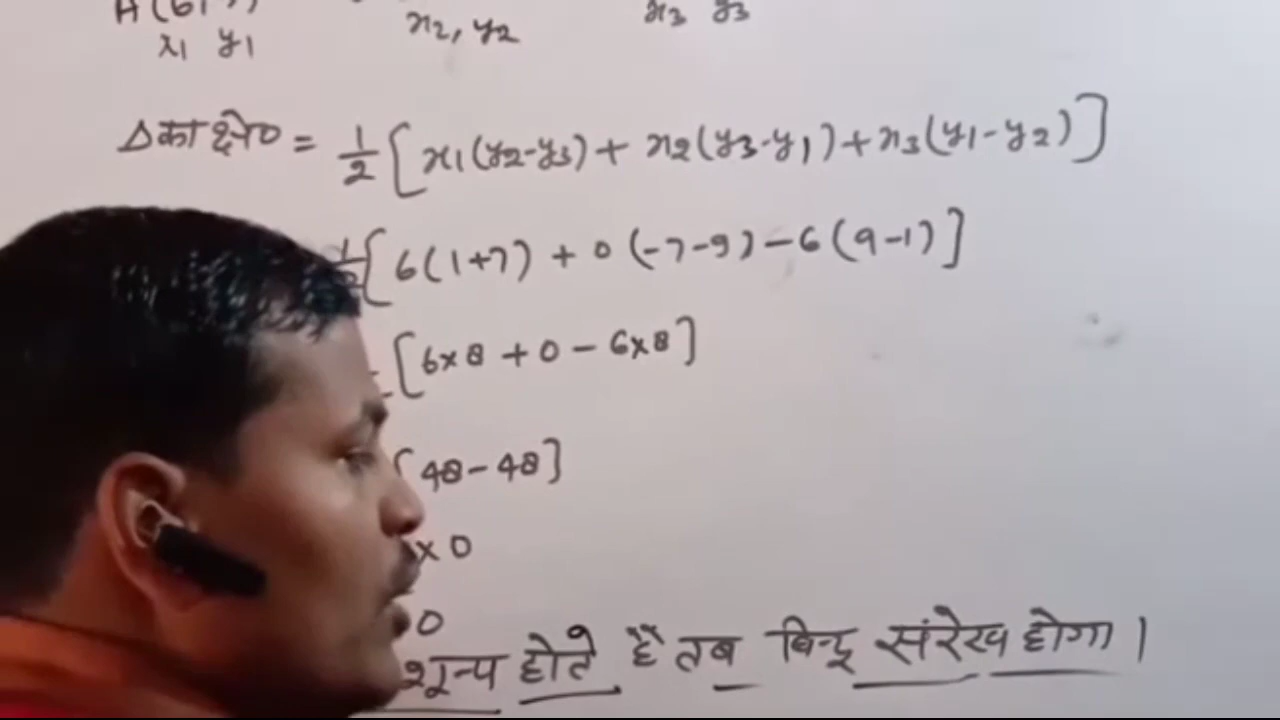 x1 y1 x2, y2 x3 y3
Δ का क्षे० = 1/2 [x1(y2-y3) + x2(y3-y1) + x3(y1-y2)]
[6(1+7) + 0(-7-9) - 6(9-1)]
[6×8 + 0 - 6×8]
[48 - 48]
× 0
0
शून्य होते हैं तब बिन्दू संरेख होगा।